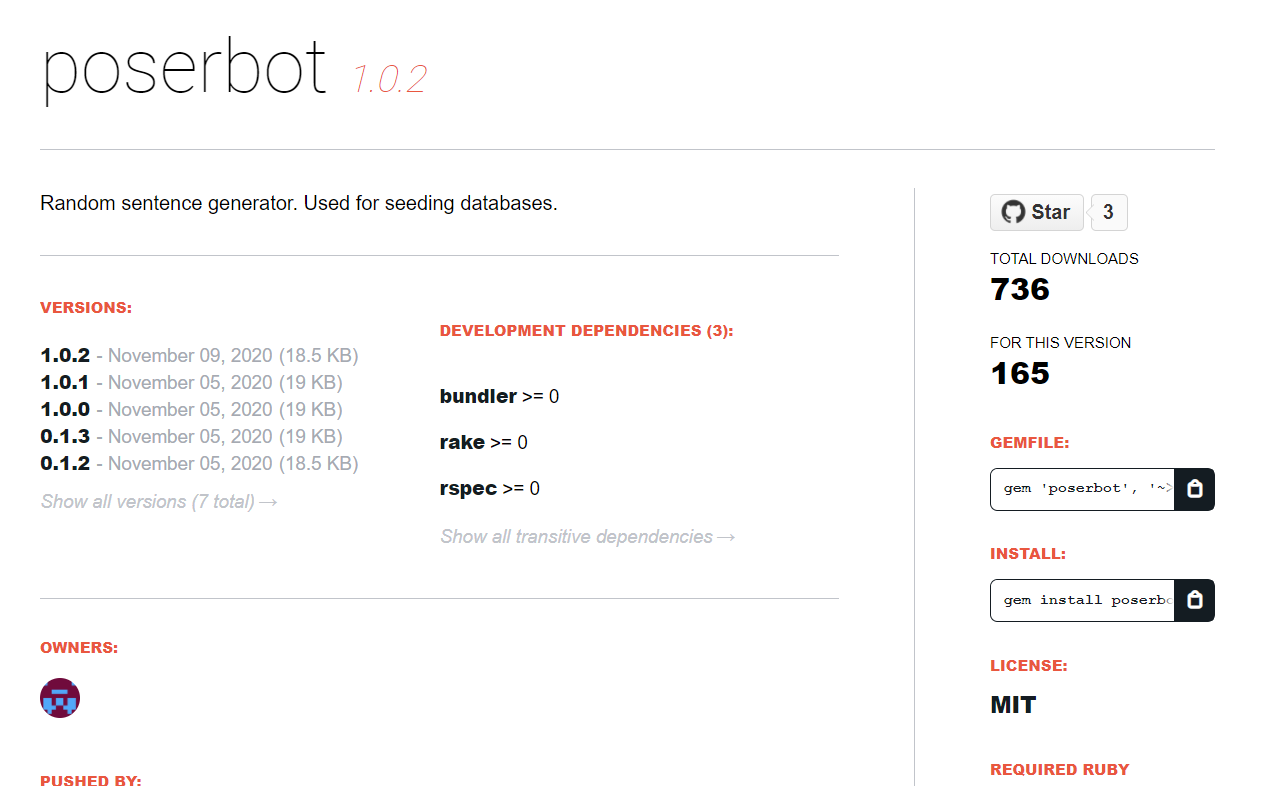 poserbot 1.0.2
Random sentence generator. Used for seeding databases.
VERSIONS:
1.0.2 - November 09, 2020 (18.5 KB)
1.0.1 - November 05, 2020 (19 KB)
1.0.0 - November 05, 2020 (19 KB)
0.1.3 - November 05, 2020 (19 KB)
0.1.2 - November 05, 2020 (18.5 KB)
Show all versions (7 total) →
DEVELOPMENT DEPENDENCIES (3):
bundler >= 0
rake >= 0
rspec >= 0
Show all transitive dependencies →
OWNERS:
PUSHED BY:
Star 3
TOTAL DOWNLOADS
736
FOR THIS VERSION
165
GEMFILE:
gem 'poserbot', '~>
INSTALL:
gem install poserbo
LICENSE:
MIT
REQUIRED RUBY